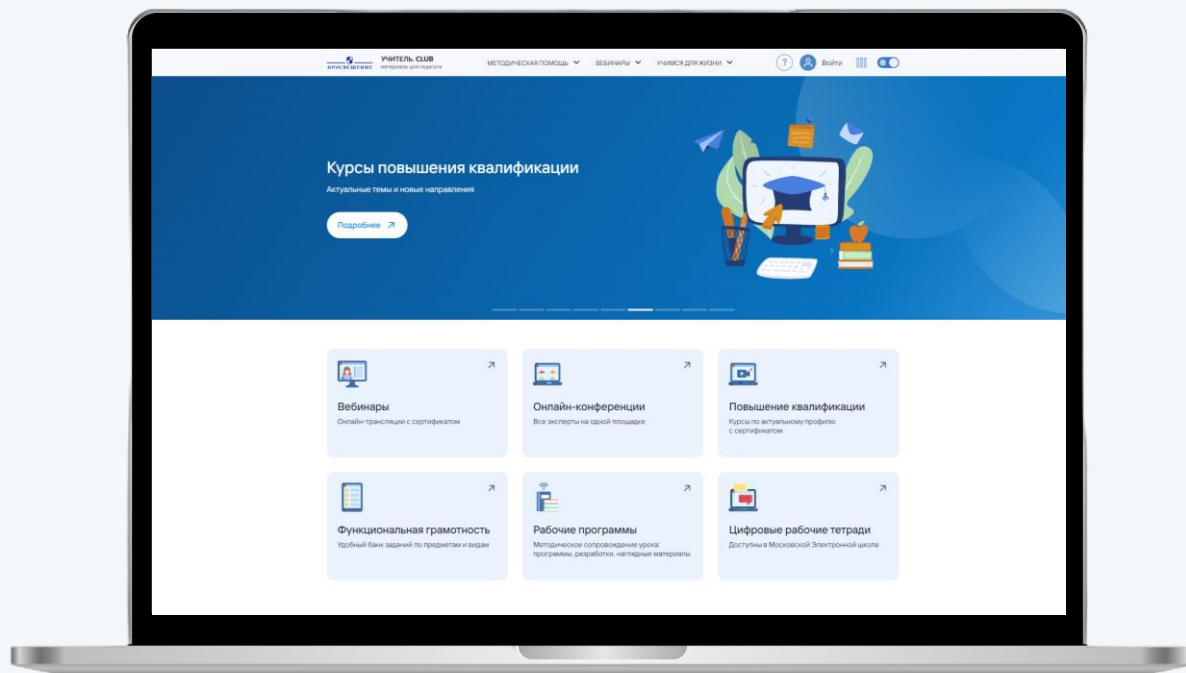 ПРОСВЕЩЕНИЕ
УЧИТЕЛЬ. CLUB
материалы для педагога
МЕТОДИЧЕСКАЯ ПОМОЩЬ
ВЕБИНАРЫ
УЧИМСЯ ДЛЯ ЖИЗНИ
?
Войти
Курсы повышения квалификации
Актуальные темы и новые направления
Подробнее
Вебинары
Онлайн-трансляции с сертификатом
Онлайн-конференции
Все эксперты на одной площадке
Повышение квалификации
Курсы по актуальному профилю
с сертификатом
Функциональная грамотность
Удобный банк заданий по предметам и видам
Рабочие программы
Методическое сопровождение урока:
программы, разработки, наглядные материалы
Цифровые рабочие тетради
Доступны в Московской Электронной школе